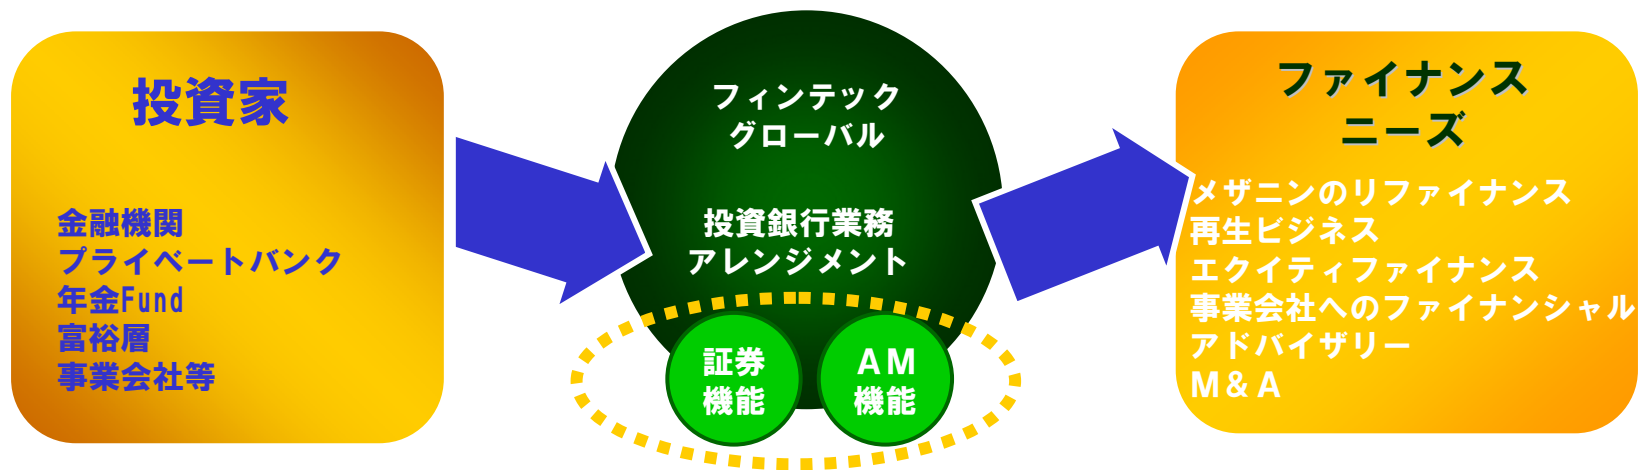 投資家
金融機関
プライベートバンク
年金Fund
富裕層
事業会社等
フィンテック
グローバル
投資銀行業務
アレンジメント
証券
機能
ＡＭ
機能
ファイナンス
ニーズ
メザニンのリファイナンス
再生ビジネス
エクイティファイナンス
事業会社へのファイナンシャル
アドバイザリー
Ｍ＆Ａ